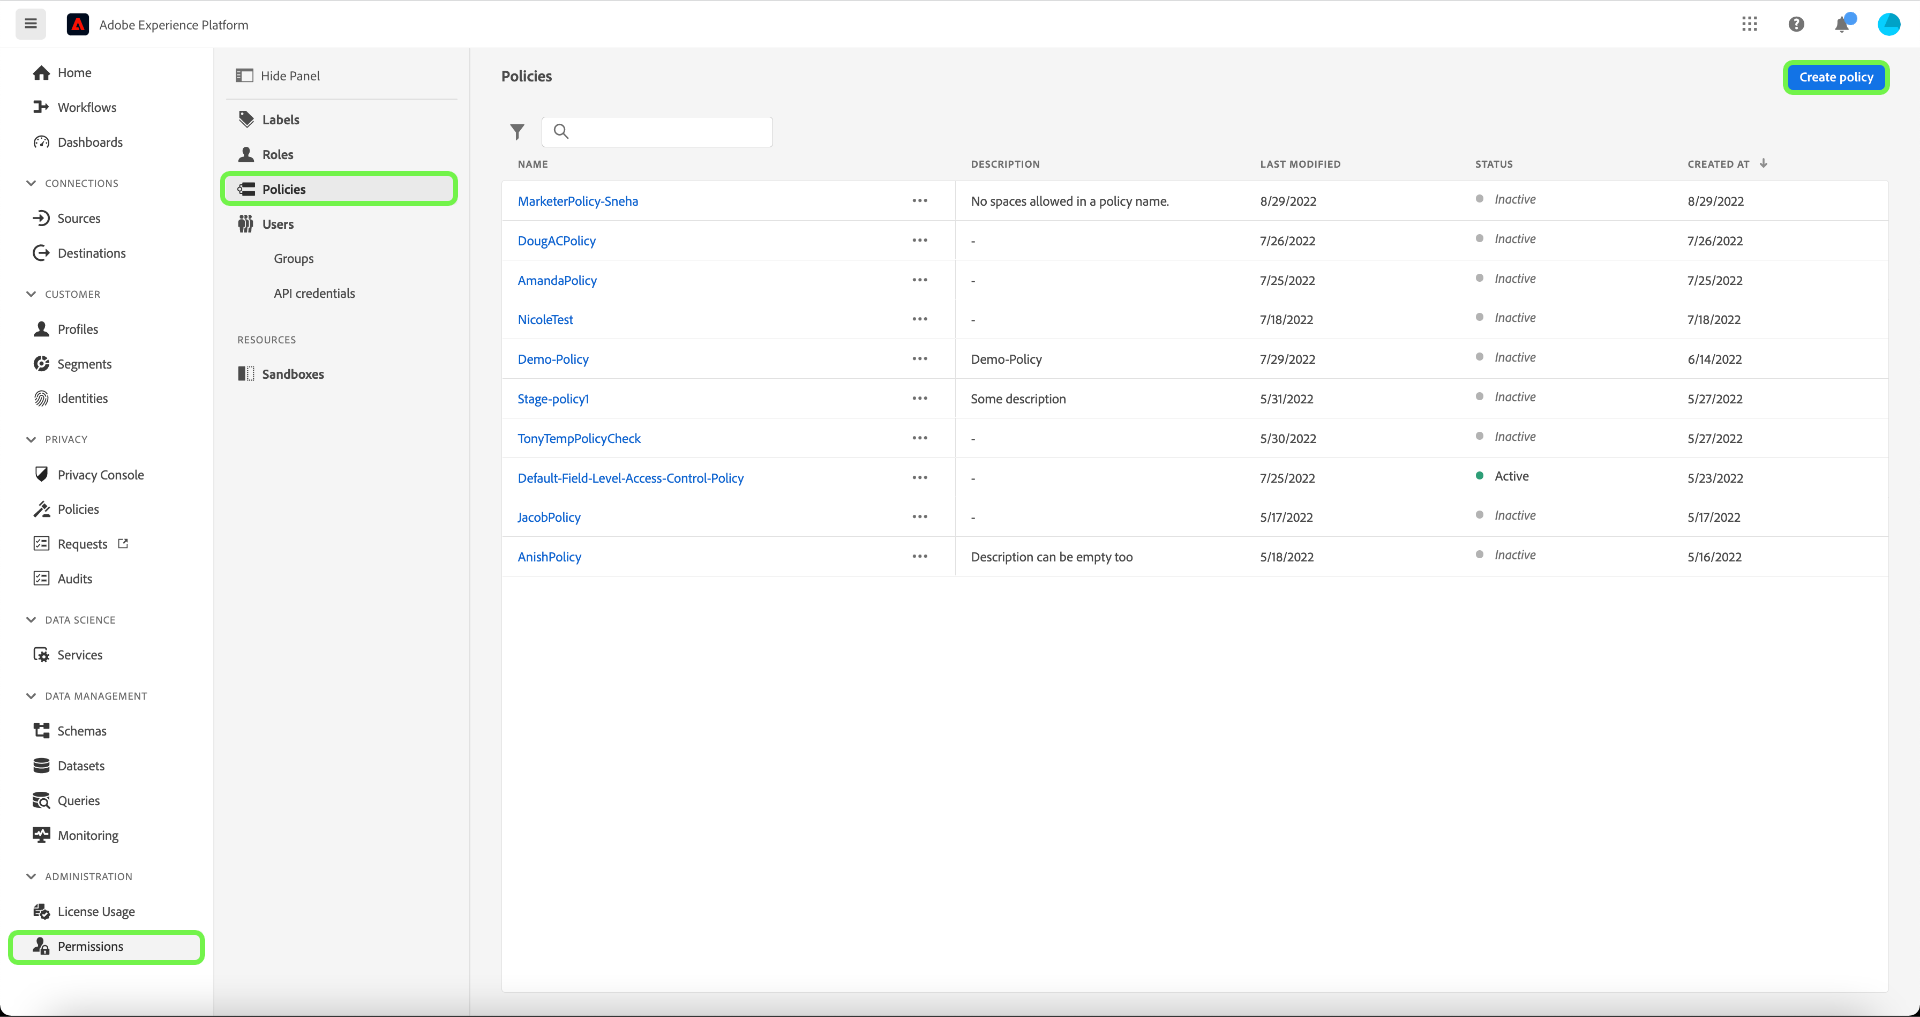 Adobe Experience Platform
Home
Workflows
Dashboards
CONNECTIONS
Sources
Destinations
CUSTOMER
Profiles
Segments
Identities
PRIVACY
Privacy Console
Policies
Requests
Audits
DATA SCIENCE
Services
DATA MANAGEMENT
Schemas
Datasets
Queries
Monitoring
ADMINISTRATION
License Usage
Permissions
Hide Panel
Labels
Roles
Policies
Users
Groups
API credentials
RESOURCES
Sandboxes
Policies
Create policy
NAME DESCRIPTION LAST MODIFIED STATUS CREATED AT
MarketerPolicy-Sneha No spaces allowed in a policy name. 8/29/2022 Inactive 8/29/2022
DougACPolicy - 7/26/2022 Inactive 7/26/2022
AmandaPolicy - 7/25/2022 Inactive 7/25/2022
NicoleTest - 7/18/2022 Inactive 7/18/2022
Demo-Policy Demo-Policy 7/29/2022 Inactive 6/14/2022
Stage-policy1 Some description 5/31/2022 Inactive 5/27/2022
TonyTempPolicyCheck - 5/30/2022 Inactive 5/27/2022
Default-Field-Level-Access-Control-Policy - 7/25/2022 Active 5/23/2022
JacobPolicy - 5/17/2022 Inactive 5/17/2022
AnishPolicy Description can be empty too 5/18/2022 Inactive 5/16/2022